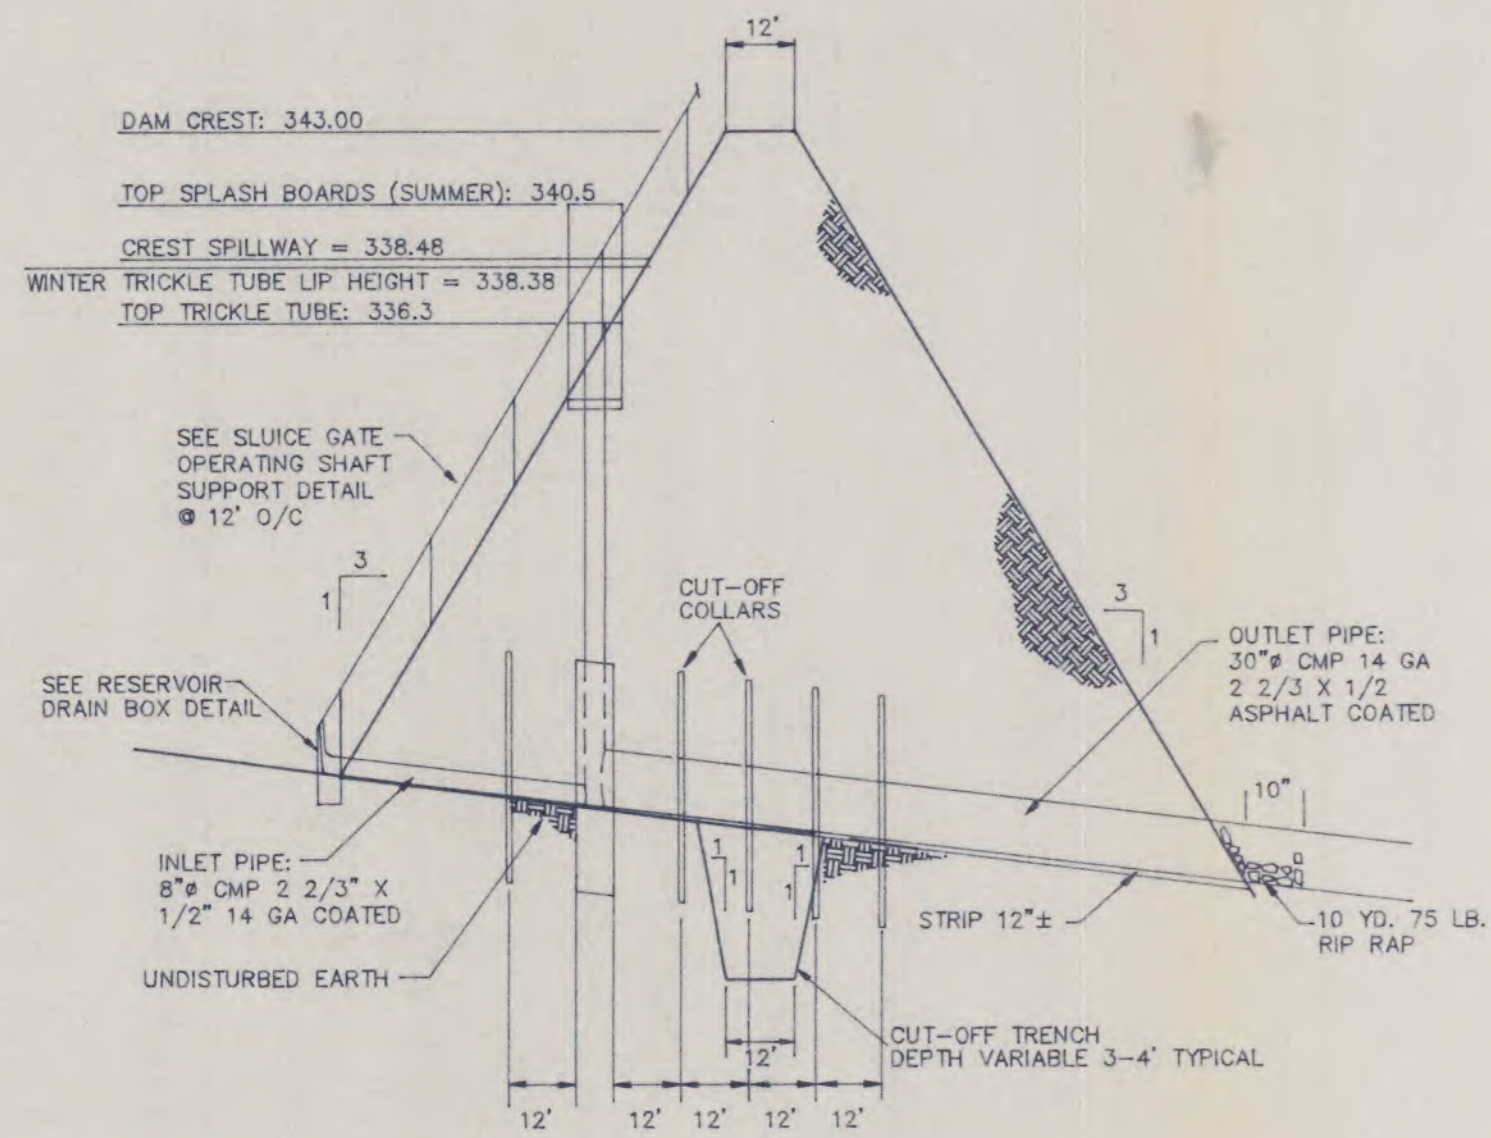 12'
DAM CREST: 343.00
TOP SPLASH BOARDS (SUMMER): 340.5
CREST SPILLWAY = 338.48
WINTER TRICKLE TUBE LIP HEIGHT = 338.38
TOP TRICKLE TUBE: 336.3
SEE SLUICE GATE
OPERATING SHAFT
SUPPORT DETAIL
@ 12' O/C
3
1
CUT-OFF
COLLARS
3
1
OUTLET PIPE:
30"ø CMP 14 GA
2 2/3 X 1/2
ASPHALT COATED
SEE RESERVOIR
DRAIN BOX DETAIL
10"
INLET PIPE:
8"ø CMP 2 2/3" X
1/2" 14 GA COATED
1
1
1
1
STRIP 12"±
10 YD. 75 LB.
RIP RAP
UNDISTURBED EARTH
CUT-OFF TRENCH
DEPTH VARIABLE 3-4' TYPICAL
12'
12'
12'
12'
12'
12'